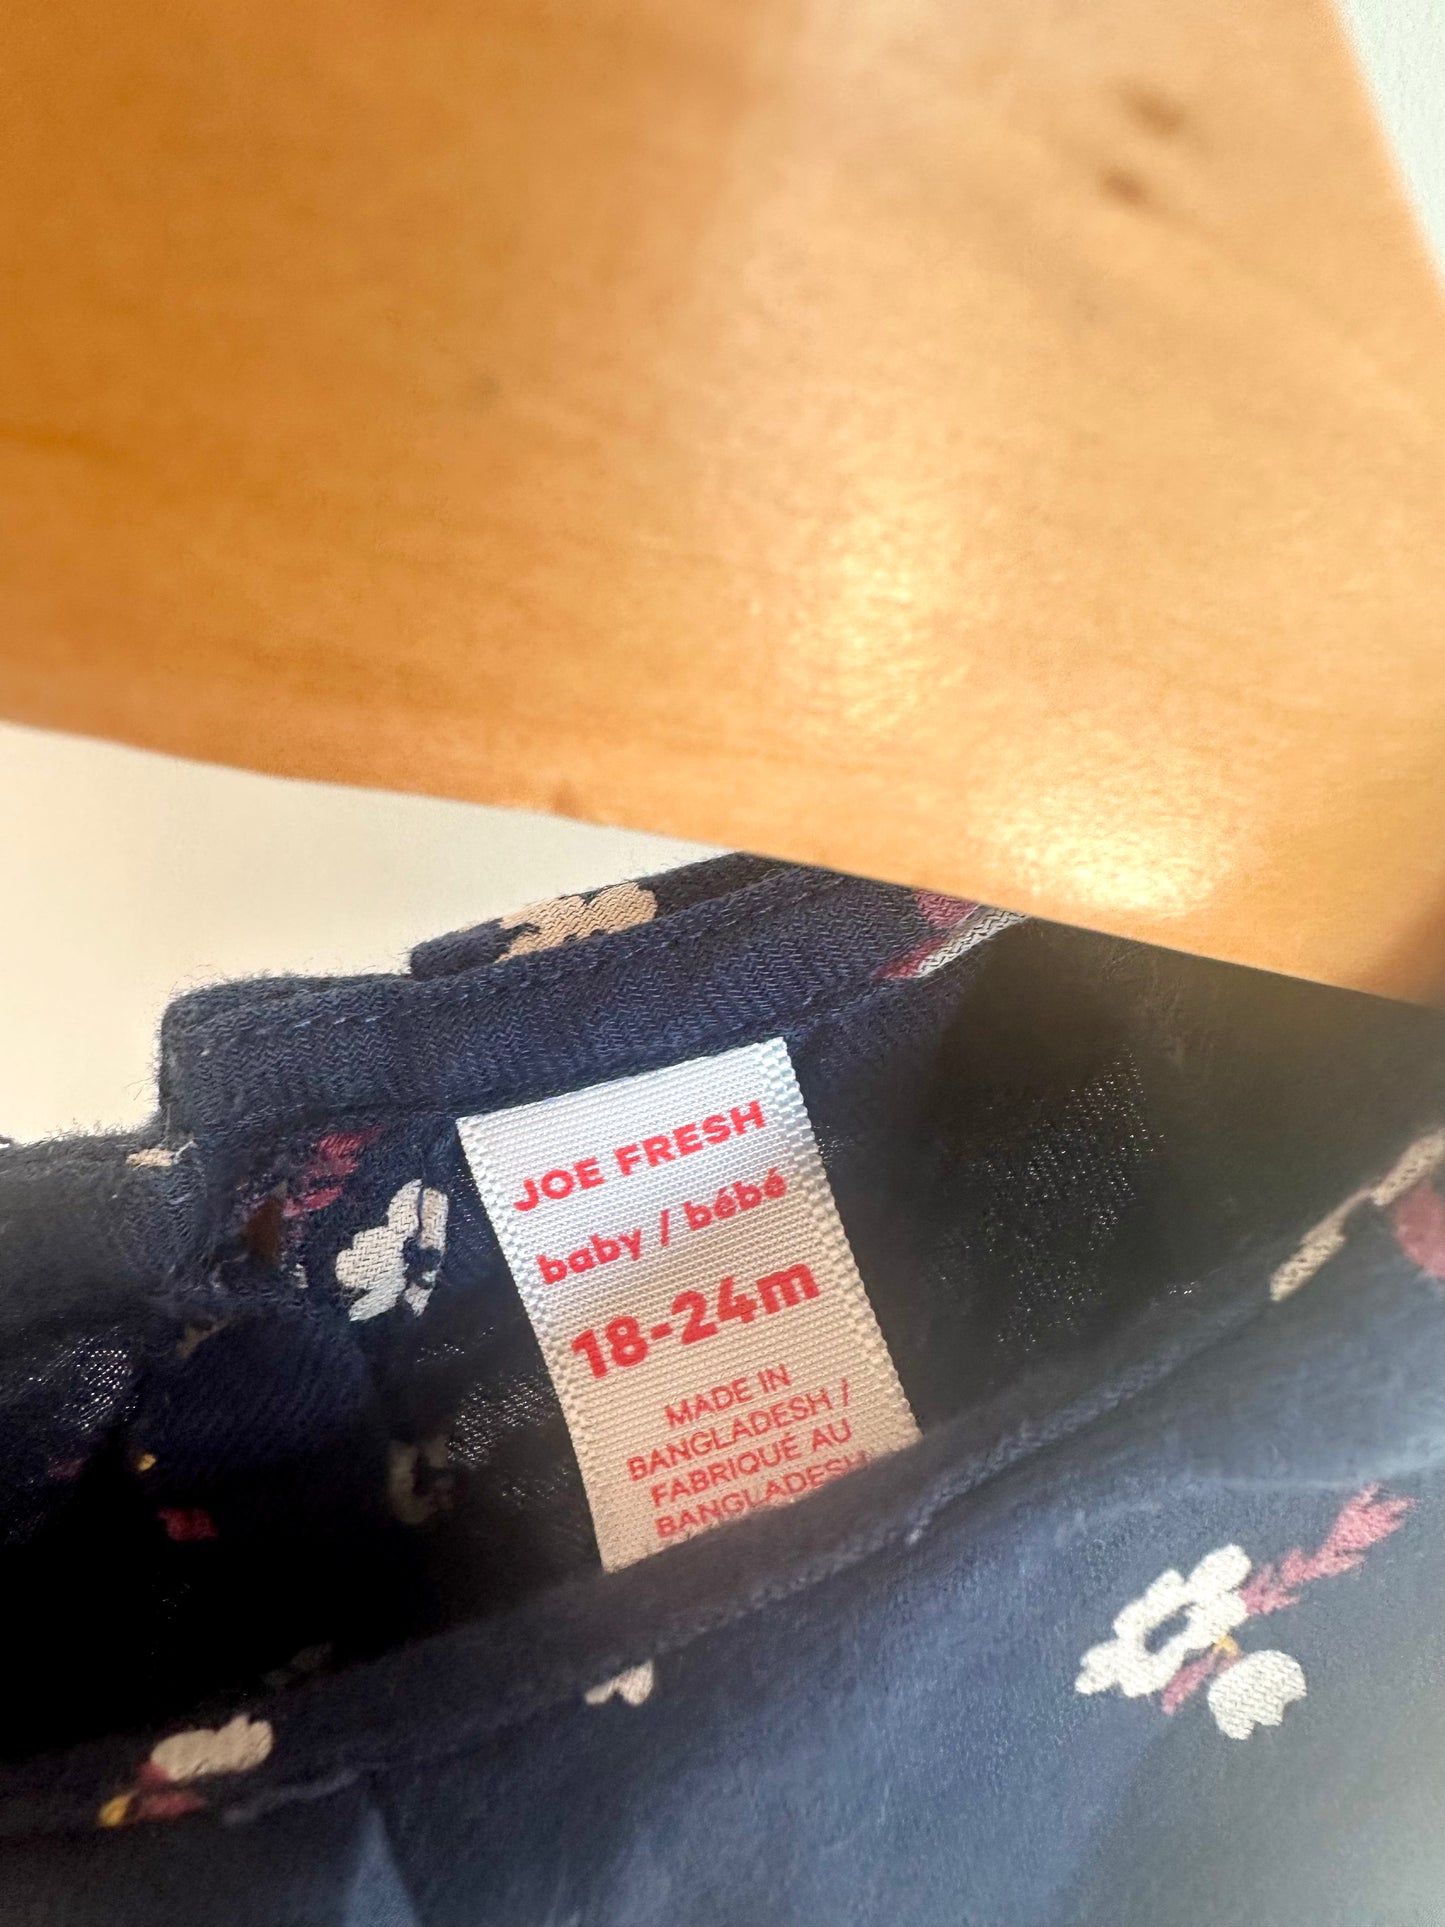 JOE FRESH
baby / bébé
18-24m
MADE IN
BANGLADESH /
FABRIQUÉ AU
BANGLADESH